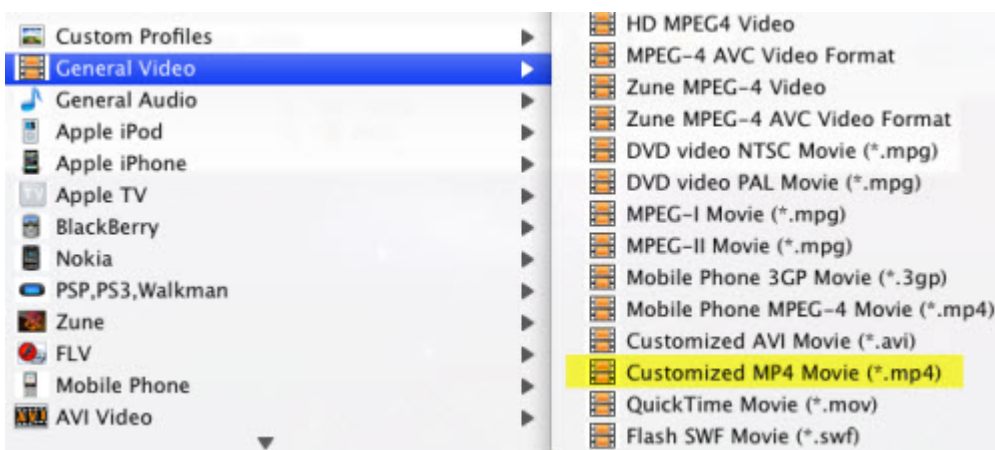 Custom Profiles
General Video
General Audio
Apple iPod
Apple iPhone
Apple TV
BlackBerry
Nokia
PSP,PS3,Walkman
Zune
FLV
Mobile Phone
AVI Video
HD MPEG4 Video
MPEG-4 AVC Video Format
Zune MPEG-4 Video
Zune MPEG-4 AVC Video Format
DVD video NTSC Movie (*.mpg)
DVD video PAL Movie (*.mpg)
MPEG-I Movie (*.mpg)
MPEG-II Movie (*.mpg)
Mobile Phone 3GP Movie (*.3gp)
Mobile Phone MPEG-4 Movie (*.mp4)
Customized AVI Movie (*.avi)
Customized MP4 Movie (*.mp4)
QuickTime Movie (*.mov)
Flash SWF Movie (*.swf)